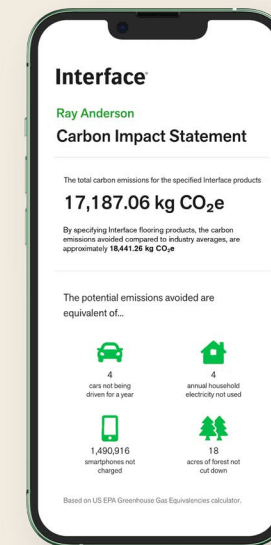 Interface®
Ray Anderson
Carbon Impact Statement
The total carbon emissions for the specified Interface products
17,187.06 kg CO₂e
By specifying Interface flooring products, the carbon
emissions avoided compared to industry averages, are
approximately 18,441.26 kg CO₂e
The potential emissions avoided are
equivalent of...
4
cars not being
driven for a year
4
annual household
electricity not used
1,490,916
smartphones not
charged
18
acres of forest not
cut down
Based on US EPA Greenhouse Gas Equivalencies calculator.